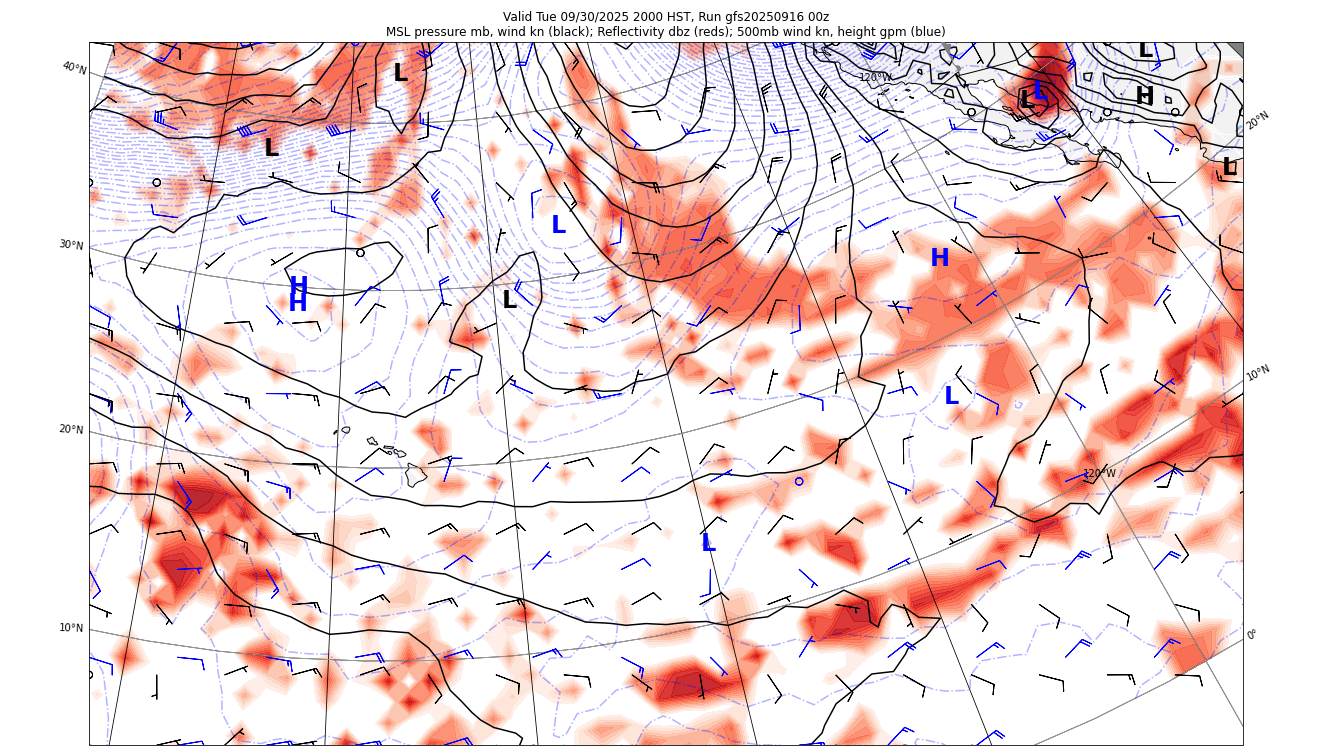 Valid Tue 09/30/2025 2000 HST, Run gfs20250916 00z
MSL pressure mb, wind kn (black); Reflectivity dbz (reds); 500mb wind kn, height gpm (blue)
L
40°N
L
120°W
L
L
H
20°N
L
L
L
30°N
H
H
H
L
10°N
L
20°N
120°W
L
10°N
0°